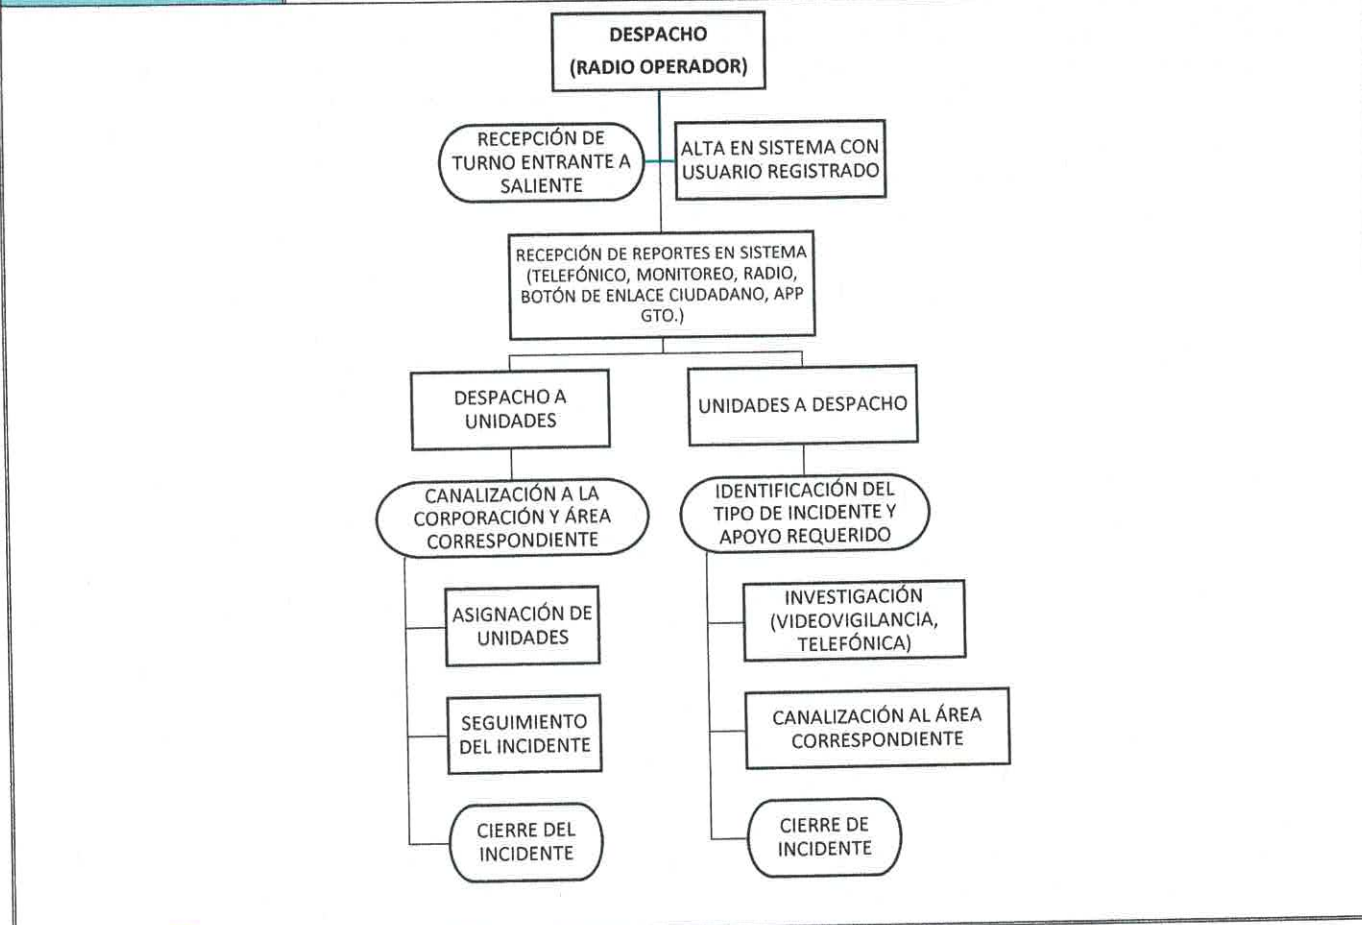 DESPACHO
(RADIO OPERADOR)
RECEPCIÓN DE
TURNO ENTRANTE A
SALIENTE
ALTA EN SISTEMA CON
USUARIO REGISTRADO
RECEPCIÓN DE REPORTES EN SISTEMA
(TELEFÓNICO, MONITOREO, RADIO,
BOTÓN DE ENLACE CIUDADANO, APP
GTO.)
DESPACHO A
UNIDADES
UNIDADES A DESPACHO
CANALIZACIÓN A LA
CORPORACIÓN Y ÁREA
CORRESPONDIENTE
IDENTIFICACIÓN DEL
TIPO DE INCIDENTE Y
APOYO REQUERIDO
ASIGNACIÓN DE
UNIDADES
INVESTIGACIÓN
(VIDEOVIGILANCIA,
TELEFÓNICA)
SEGUIMIENTO
DEL INCIDENTE
CANALIZACIÓN AL ÁREA
CORRESPONDIENTE
CIERRE DEL
INCIDENTE
CIERRE DE
INCIDENTE